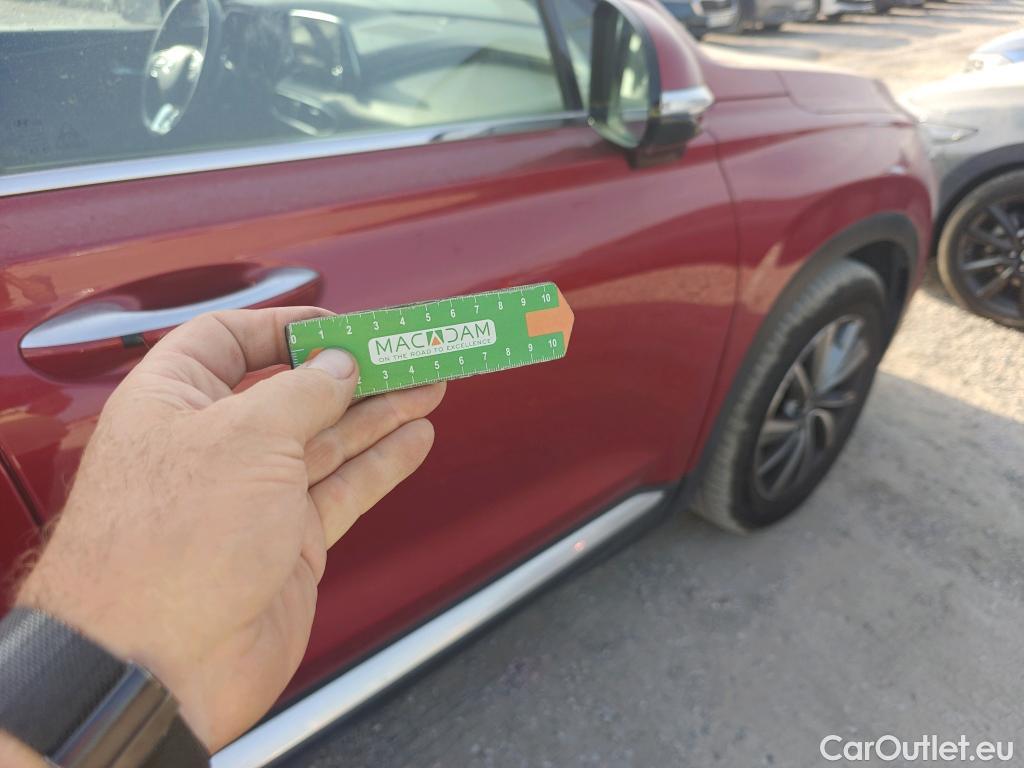 0 1 2 3 4 5 6 7 8 9 10
MACADAM
ON THE ROAD TO EXCELLENCE
2 3 4 5 6 7 8 9 10
CarOutlet.eu